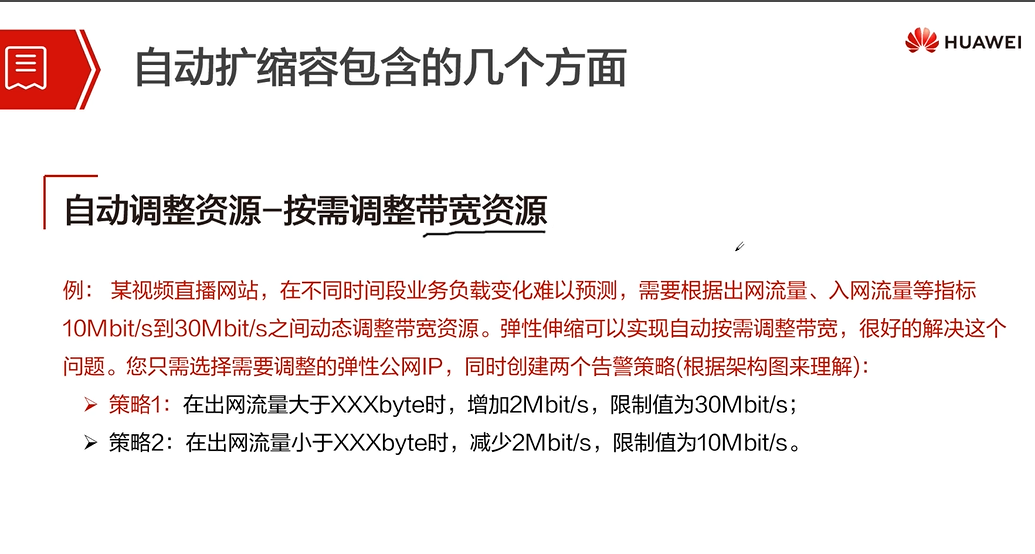 HUAWEI
自动扩缩容包含的几个方面
自动调整资源-按需调整带宽资源
例： 某视频直播网站，在不同时间段业务负载变化难以预测，需要根据出网流量、入网流量等指标
10Mbit/s到30Mbit/s之间动态调整带宽资源。弹性伸缩可以实现自动按需调整带宽，很好的解决这个
问题。您只需选择需要调整的弹性公网IP，同时创建两个告警策略(根据架构图来理解)：
策略1：在出网流量大于XXXbyte时，增加2Mbit/s，限制值为30Mbit/s；
策略2：在出网流量小于XXXbyte时，减少2Mbit/s，限制值为10Mbit/s。